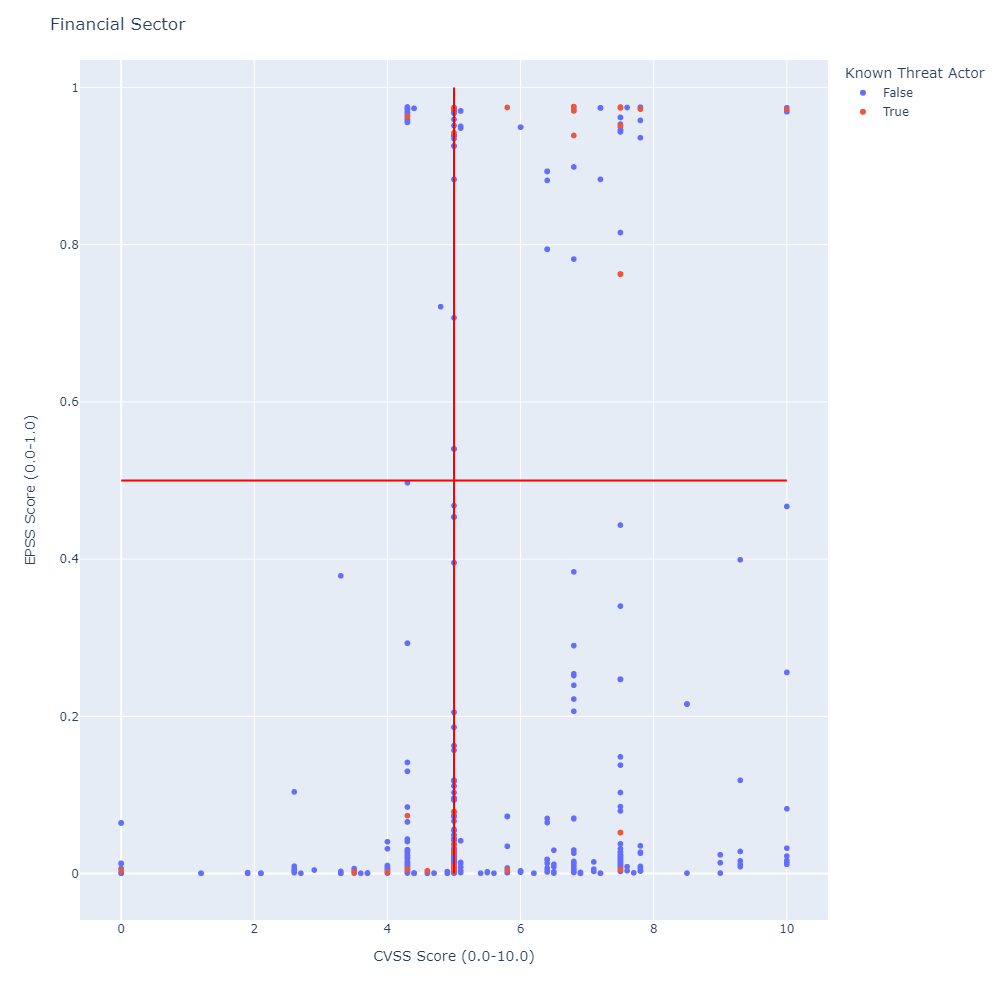 Financial Sector
Known Threat Actor
False
True
1
0.8
0.6
0.4
0.2
0
EPSS Score (0.0-1.0)
0
2
4
6
8
10
CVSS Score (0.0-10.0)